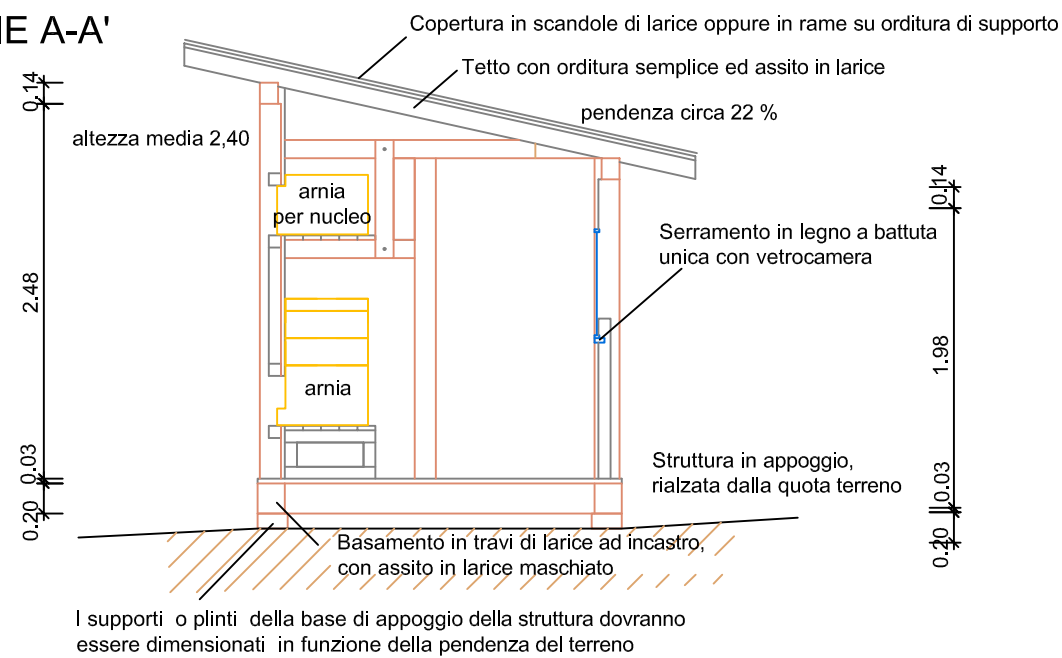 IE A-A'
Copertura in scandole di larice oppure in rame su orditura di supporto
Tetto con orditura semplice ed assito in larice
pendenza circa 22 %
altezza media 2,40
0.14
2.48
0.03
0.20
arnia
per nucleo
arnia
Serramento in legno a battuta
unica con vetrocamera
0.14
1.98
0.03
0.20
Struttura in appoggio,
rialzata dalla quota terreno
Basamento in travi di larice ad incastro,
con assito in larice maschiato
I supporti o plinti della base di appoggio della struttura dovranno
essere dimensionati in funzione della pendenza del terreno